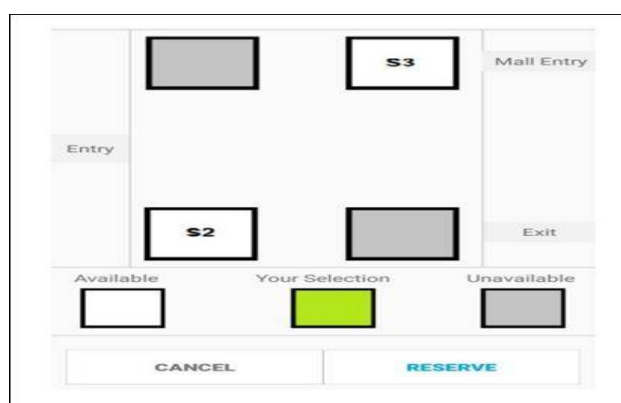 S3 Mall Entry
Entry
S2 Exit
Available Your Selection Unavailable
CANCEL RESERVE